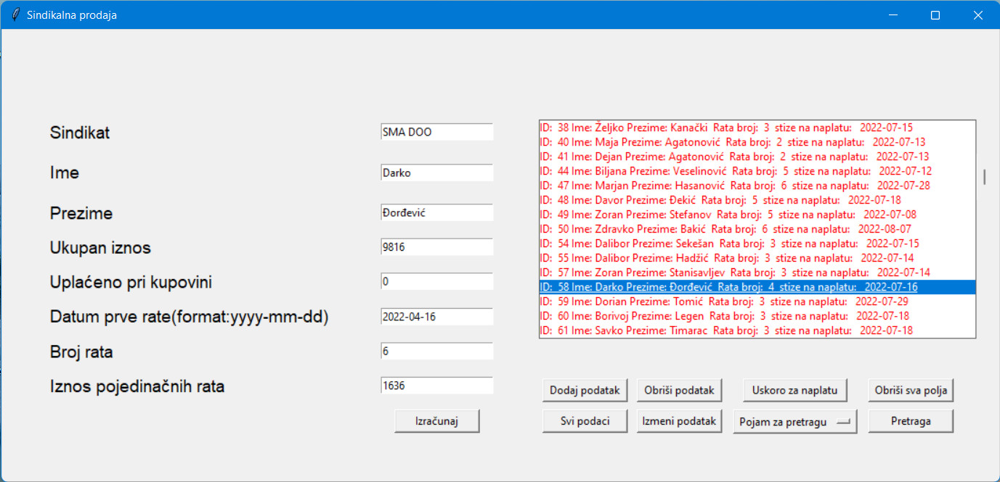 Sindikalna prodaja
Sindikat
SMA DOO
Ime
Darko
Prezime
Đorđević
Ukupan iznos
9816
Uplaćeno pri kupovini
0
Datum prve rate(format:yyyy-mm-dd)
2022-04-16
Broj rata
6
Iznos pojedinačnih rata
1636
Izračunaj
ID: 38 Ime: Željko Prezime: Kanački Rata broj: 3 stize na naplatu: 2022-07-15
ID: 40 Ime: Maja Prezime: Agatonović Rata broj: 2 stize na naplatu: 2022-07-13
ID: 41 Ime: Dejan Prezime: Agatonović Rata broj: 2 stize na naplatu: 2022-07-13
ID: 44 Ime: Biljana Prezime: Veselinović Rata broj: 5 stize na naplatu: 2022-07-12
ID: 47 Ime: Marjan Prezime: Hasanović Rata broj: 6 stize na naplatu: 2022-07-28
ID: 48 Ime: Davor Prezime: Đekić Rata broj: 5 stize na naplatu: 2022-07-18
ID: 49 Ime: Zoran Prezime: Stefanov Rata broj: 5 stize na naplatu: 2022-07-08
ID: 50 Ime: Zdravko Prezime: Bakić Rata broj: 6 stize na naplatu: 2022-08-07
ID: 54 Ime: Dalibor Prezime: Sekešan Rata broj: 3 stize na naplatu: 2022-07-15
ID: 55 Ime: Dalibor Prezime: Hadžić Rata broj: 3 stize na naplatu: 2022-07-14
ID: 57 Ime: Zoran Prezime: Stanisavljev Rata broj: 3 stize na naplatu: 2022-07-14
ID: 58 Ime: Darko Prezime: Đorđević Rata broj: 4 stize na naplatu: 2022-07-16
ID: 59 Ime: Dorian Prezime: Tomić Rata broj: 3 stize na naplatu: 2022-07-29
ID: 60 Ime: Borivoj Prezime: Legen Rata broj: 3 stize na naplatu: 2022-07-18
ID: 61 Ime: Savko Prezime: Timarac Rata broj: 3 stize na naplatu: 2022-07-18
Dodaj podatak
Obriši podatak
Uskoro za naplatu
Obriši sva polja
Svi podaci
Izmeni podatak
Pojam za pretragu
Pretraga